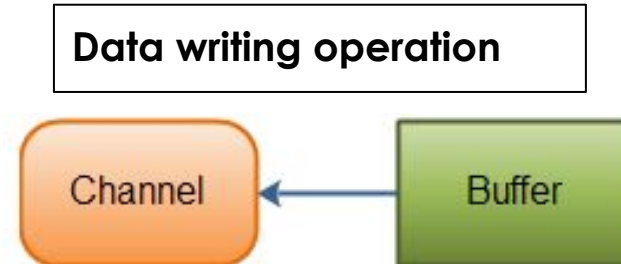 Data writing operation
Channel
Buffer